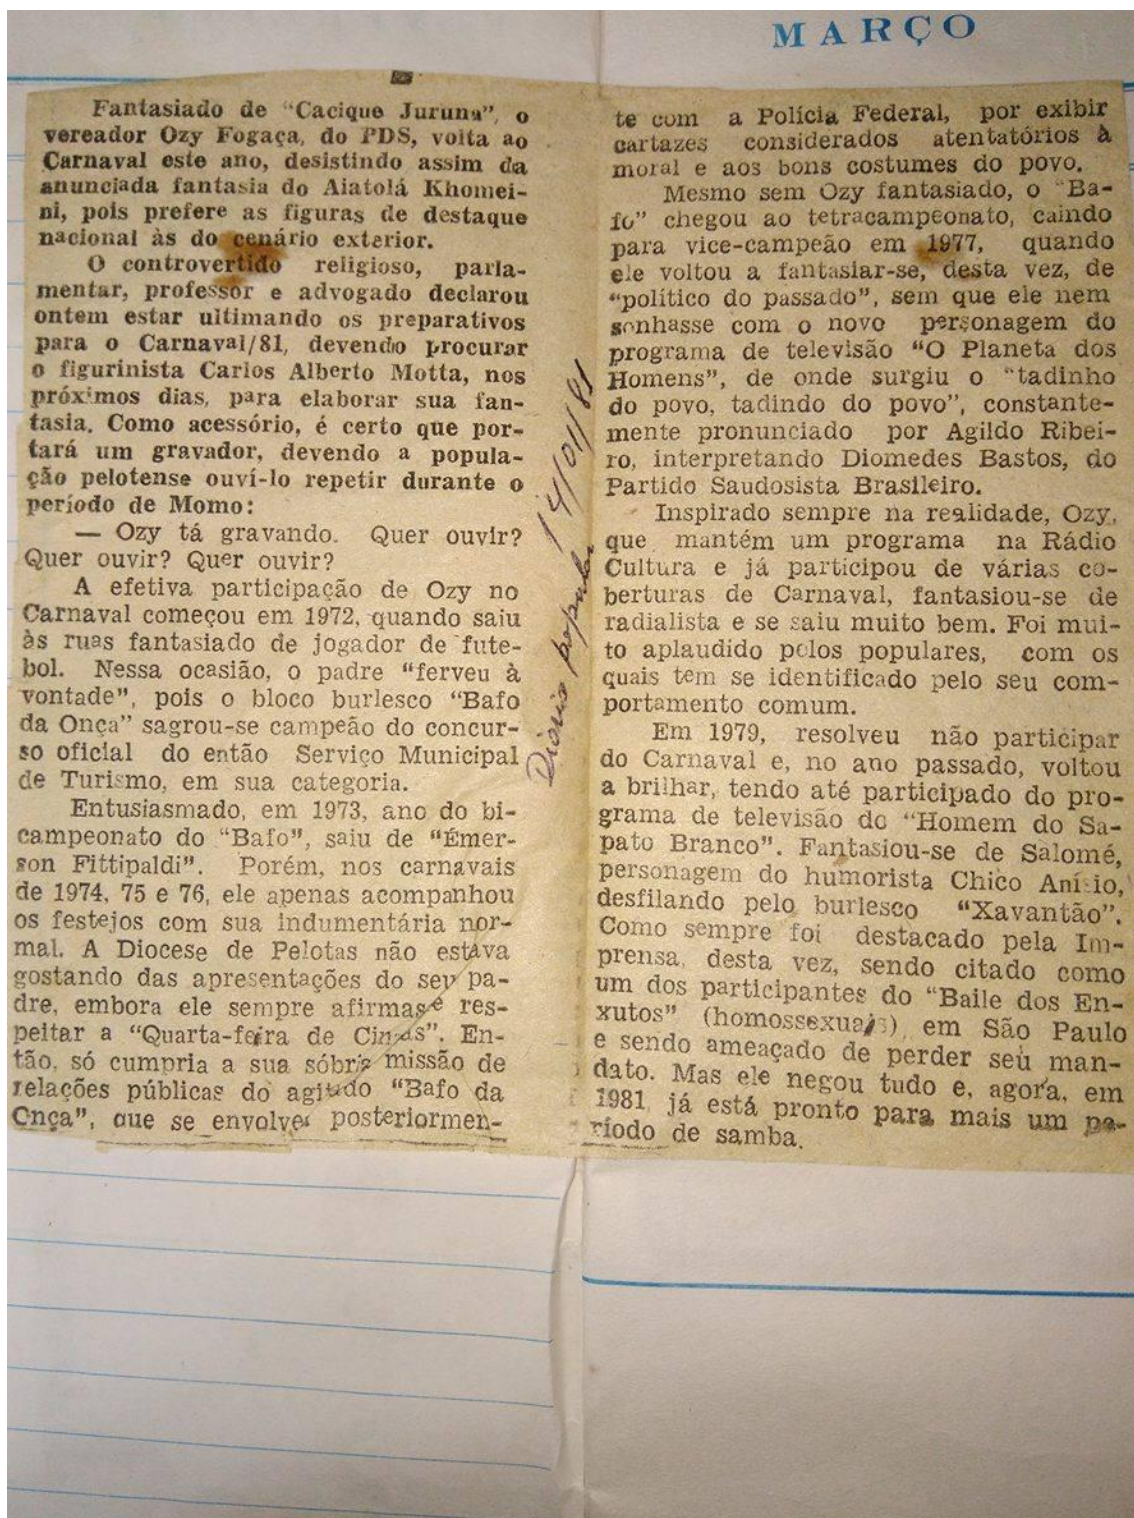 MARÇO
Fantasiado de “Cacique Juruna”, o
vereador Ozy Fogaça, do PDS, volta ao
Carnaval este ano, desistindo assim da
anunciada fantasia do Aiatolá Khomei-
ni, pois prefere as figuras de destaque
nacional às do cenário exterior.
O controvertido religioso, parla-
mentar, professor e advogado declarou
ontem estar ultimando os preparativos
para o Carnaval/81, devendo procurar
o figurinista Carlos Alberto Motta, nos
próximos dias, para elaborar sua fan-
tasia. Como acessório, é certo que por-
tará um gravador, devendo a popula-
ção pelotense ouví-lo repetir durante o
período de Momo:
— Ozy tá gravando. Quer ouvir?
Quer ouvir? Quer ouvir?
A efetiva participação de Ozy no
Carnaval começou em 1972, quando saiu
às ruas fantasiado de jogador de fute-
bol. Nessa ocasião, o padre “ferveu à
vontade”, pois o bloco burlesco “Bafo
da Onça” sagrou-se campeão do concur-
so oficial do então Serviço Municipal
de Turismo, em sua categoria.
Entusiasmado, em 1973, ano do bi-
campeonato do “Bafo”, saiu de “Émer-
son Fittipaldi”. Porém, nos carnavais
de 1974, 75 e 76, ele apenas acompanhou
os festejos com sua indumentária nor-
mal. A Diocese de Pelotas não estava
gostando das apresentações do seu pa-
dre, embora ele sempre afirmasse res-
peitar a “Quarta-feira de Cinzas”. En-
tão, só cumpria a sua sóbria missão de
relações públicas do agitado “Bafo da
Onça”, que se envolveu posteriormen-
Diário popular 14/01/81
te com a Polícia Federal, por exibir
cartazes considerados atentatórios à
moral e aos bons costumes do povo.
Mesmo sem Ozy fantasiado, o “Ba-
fo” chegou ao tetracampeonato, caindo
para vice-campeão em 1977, quando
ele voltou a fantasiar-se, desta vez, de
“político do passado”, sem que ele nem
sonhasse com o novo personagem do
programa de televisão “O Planeta dos
Homens”, de onde surgiu o “tadinho
do povo, tadindo do povo”, constante-
mente pronunciado por Agildo Ribei-
ro, interpretando Diomedes Bastos, do
Partido Saudosista Brasileiro.
Inspirado sempre na realidade, Ozy,
que mantém um programa na Rádio
Cultura e já participou de várias co-
berturas de Carnaval, fantasiou-se de
radialista e se saiu muito bem. Foi mui-
to aplaudido pelos populares, com os
quais tem se identificado pelo seu com-
portamento comum.
Em 1979, resolveu não participar
do Carnaval e, no ano passado, voltou
a brilhar, tendo até participado do pro-
grama de televisão do “Homem do Sa-
pato Branco”. Fantasiou-se de Salomé,
personagem do humorista Chico Anísio,
desfilando pelo burlesco “Xavantão”.
Como sempre foi destacado pela Im-
prensa, desta vez, sendo citado como
um dos participantes do “Baile dos En-
xutos” (homossexuais) em São Paulo
e sendo ameaçado de perder seu man-
dato. Mas ele negou tudo e, agora, em
1981, já está pronto para mais um pe-
ríodo de samba.